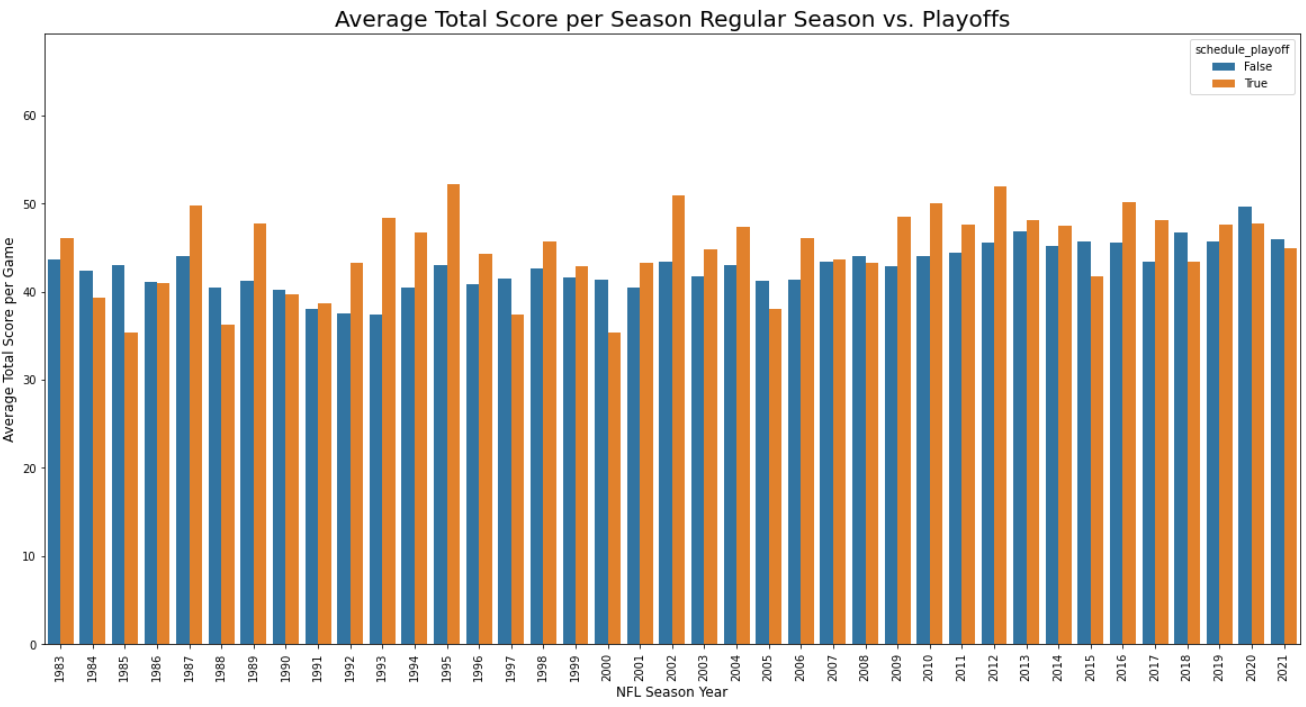 Average Total Score per Season Regular Season vs. Playoffs
schedule_playoff
False
True
Average Total Score per Game
60
50
40
30
20
10
0
1983 1984 1985 1986 1987 1988 1989 1990 1991 1992 1993 1994 1995 1996 1997 1998 1999 2000 2001 2002 2003 2004 2005 2006 2007 2008 2009 2010 2011 2012 2013 2014 2015 2016 2017 2018 2019 2020 2021
NFL Season Year